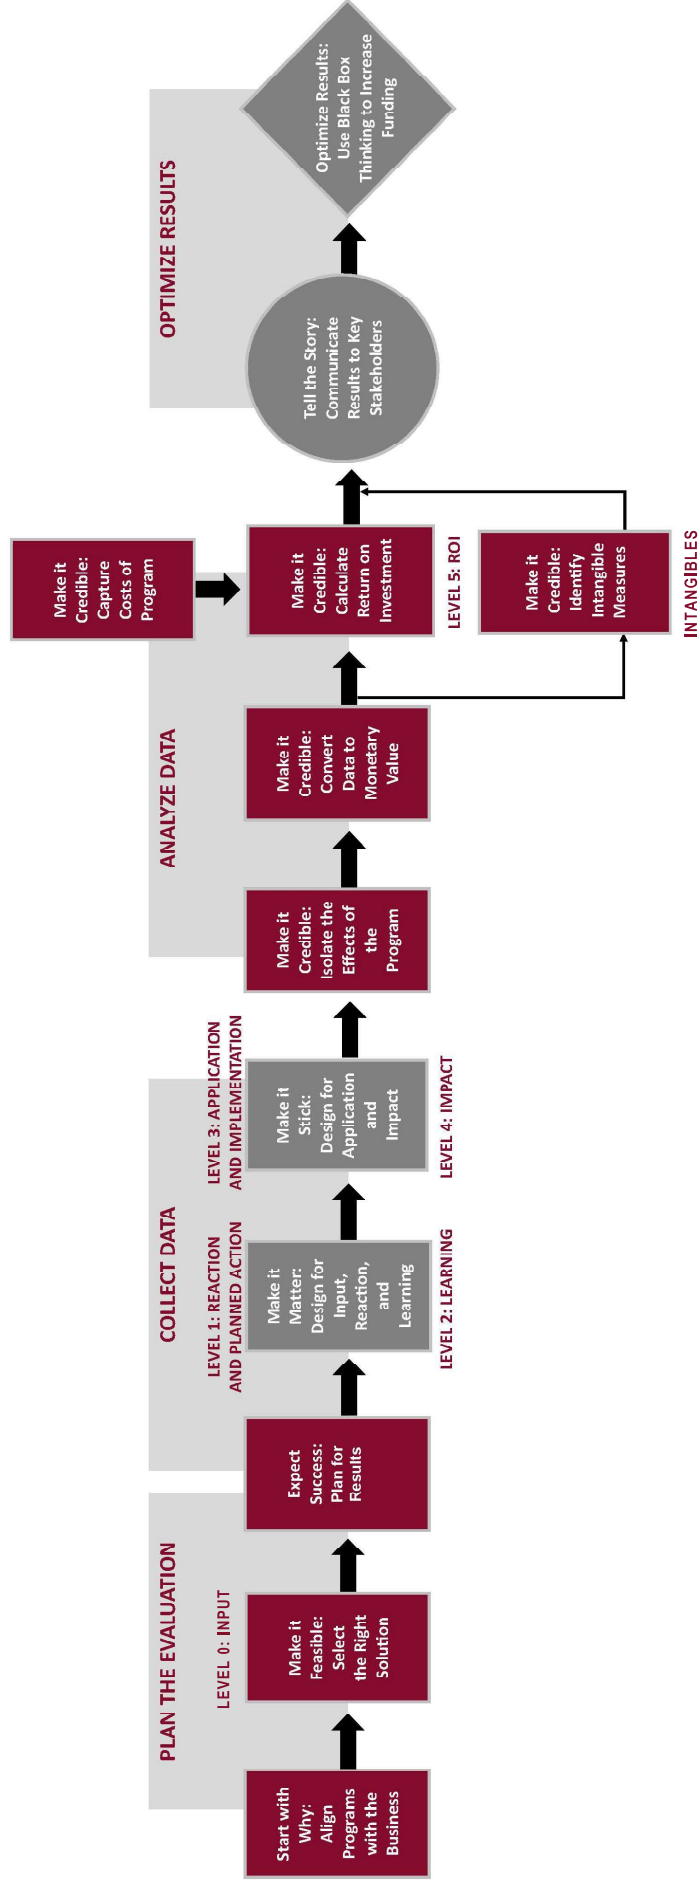 PLAN THE EVALUATION
LEVEL 0: INPUT
Start with
Why:
Align
Programs
with the
Business
Make it
Feasible:
Select
the Right
Solution
Expect
Success:
Plan for
Results
COLLECT DATA
LEVEL 1: REACTION
AND PLANNED ACTION
Make it
Matter:
Design for
Input,
Reaction,
and
Learning
LEVEL 2: LEARNING
LEVEL 3: APPLICATION
AND IMPLEMENTATION
Make it
Stick:
Design for
Application
and
Impact
LEVEL 4: IMPACT
ANALYZE DATA
Make it
Credible:
Isolate the
Effects of
the
Program
Make it
Credible:
Convert
Data to
Monetary
Value
Make it
Credible:
Capture
Costs of
Program
Make it
Credible:
Calculate
Return on
Investment
LEVEL 5: ROI
Make it
Credible:
Identify
Intangible
Measures
INTANGIBLES
OPTIMIZE RESULTS
Tell the Story:
Communicate
Results to Key
Stakeholders
Optimize Results:
Use Black Box
Thinking to Increase
Funding